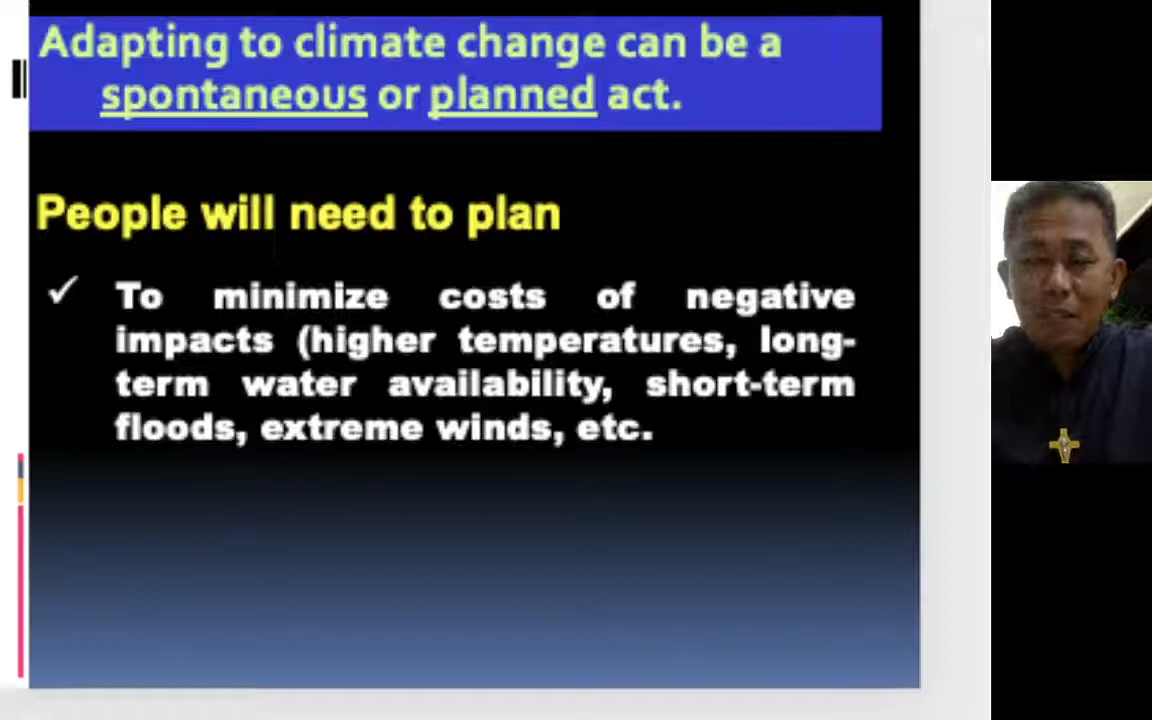 Adapting to climate change can be a
spontaneous or planned act.
People will need to plan
✓ To minimize costs of negative
impacts (higher temperatures, long-
term water availability, short-term
floods, extreme winds, etc.